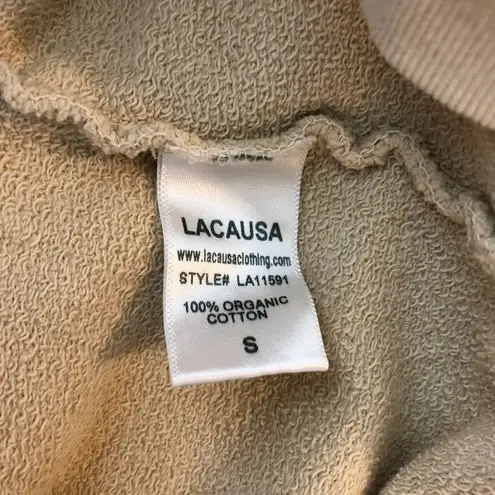 LACAUSA
www.lacausaclothing.com
STYLE# LA11591
100% ORGANIC
COTTON
S